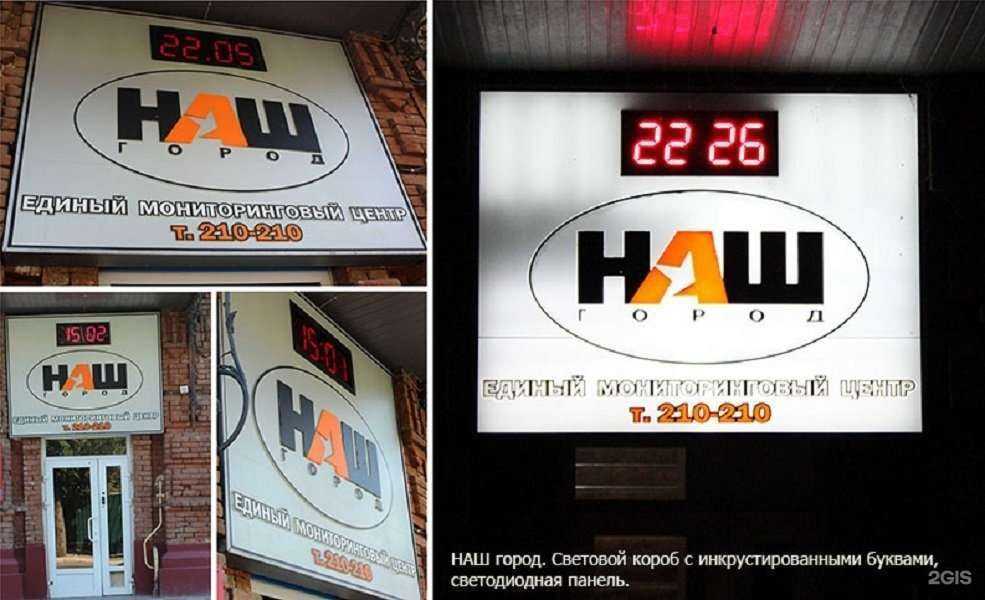 22.05
НАШ
ГОРОД
ЕДИНЫЙ МОНИТОРИНГОВЫЙ ЦЕНТР
т. 210-210
15 02
НАШ
ГОРОД
ЕДИНЫЙ МОНИТОРИНГОВЫЙ ЦЕНТР
т. 210-210
15:01
НАШ
ГОРОД
ЕДИНЫЙ МОНИТОРИНГОВЫЙ ЦЕНТР
т. 210-210
22 26
НАШ
ГОРОД
ЕДИНЫЙ МОНИТОРИНГОВЫЙ ЦЕНТР
т. 210-210
НАШ город. Световой короб с инкрустированными буквами,
светодиодная панель.
2GIS